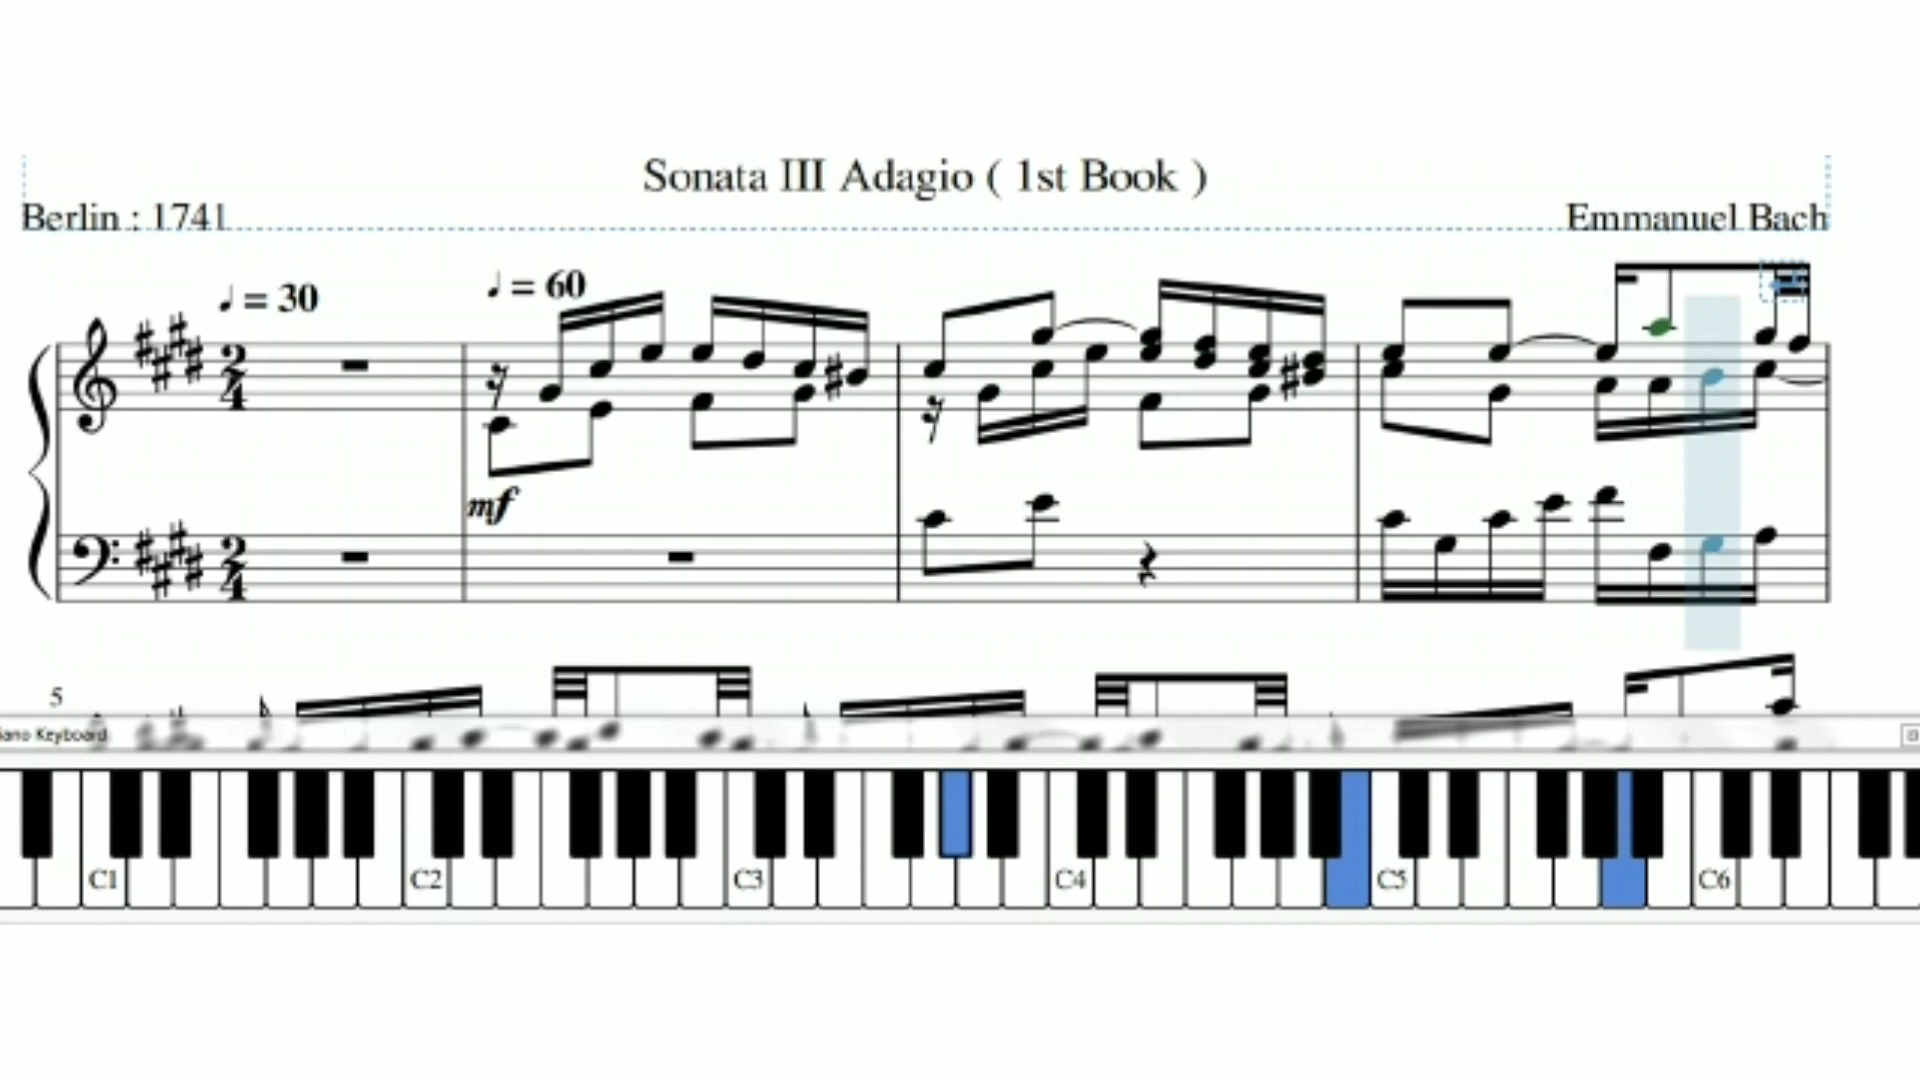 Sonata III Adagio ( 1st Book )
Berlin : 1741
Emmanuel Bach
♩ = 30
♩ = 60
2
4
mf
2
4
5
iano Keyboard
C1 C2 C3 C4 C5 C6